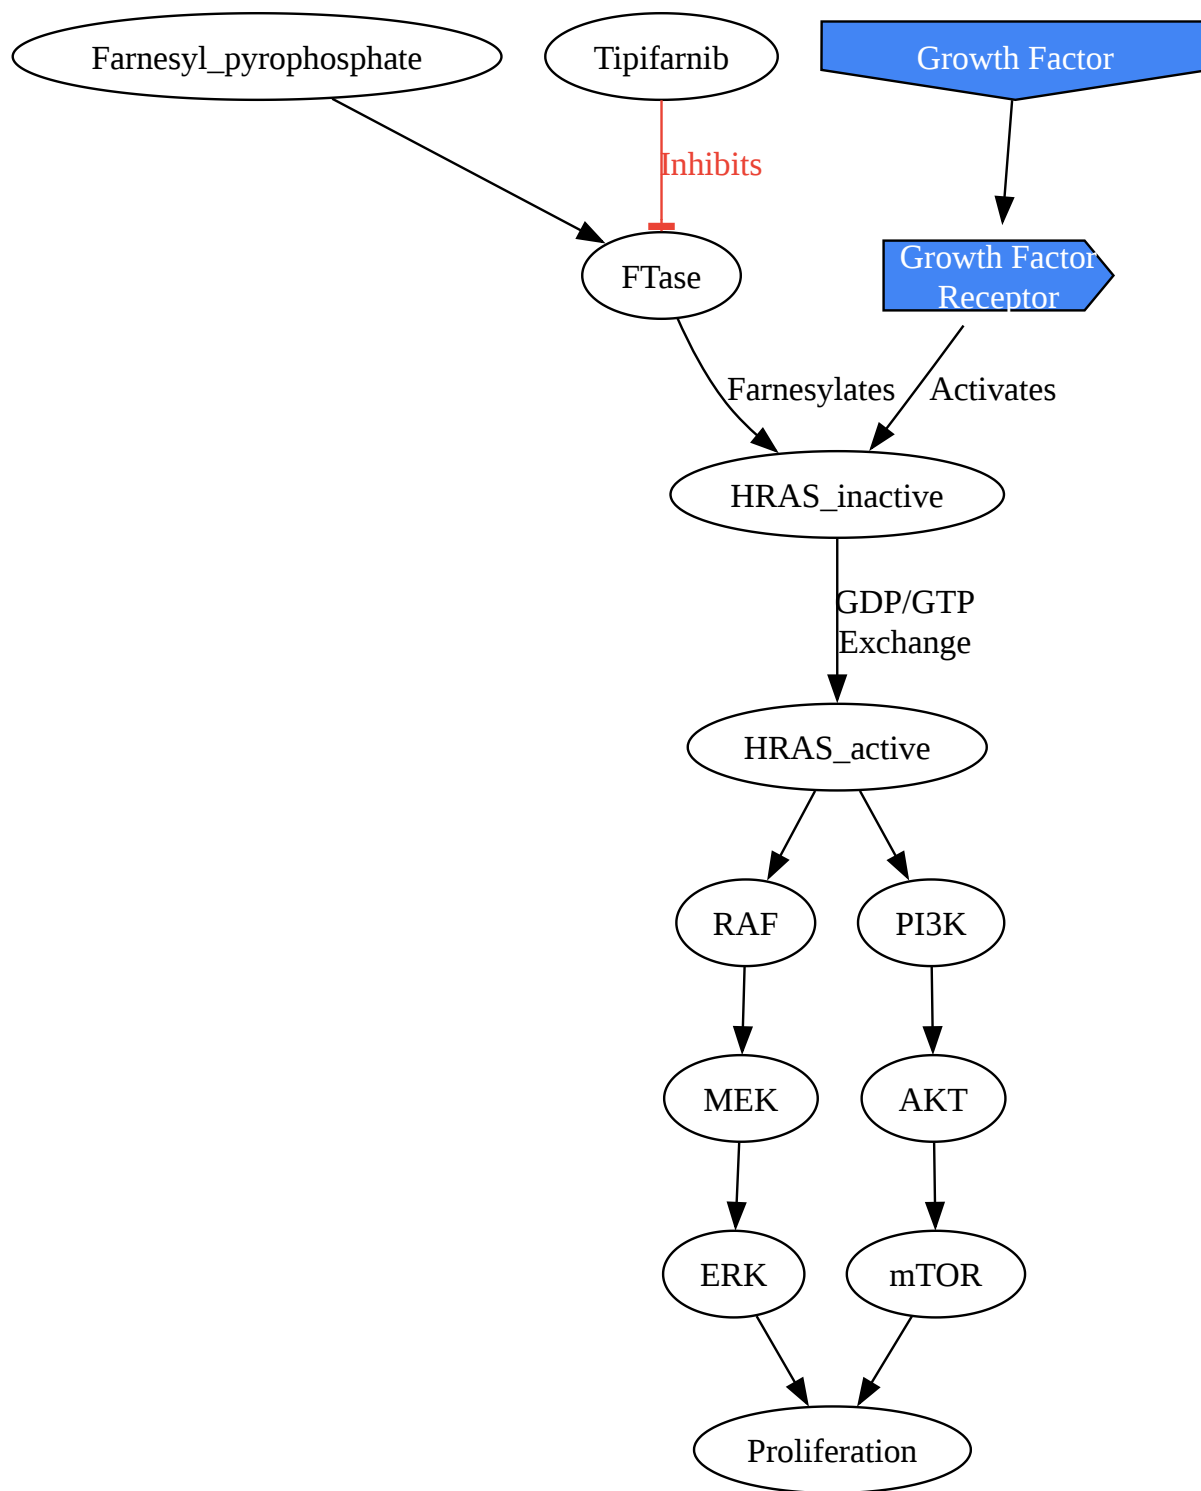 Farnesyl_pyrophosphate
Tipifarnib
Growth Factor
Inhibits
FTase
Growth Factor
Receptor
Farnesylates
Activates
HRAS_inactive
GDP/GTP
Exchange
HRAS_active
RAF
PI3K
MEK
AKT
ERK
mTOR
Proliferation